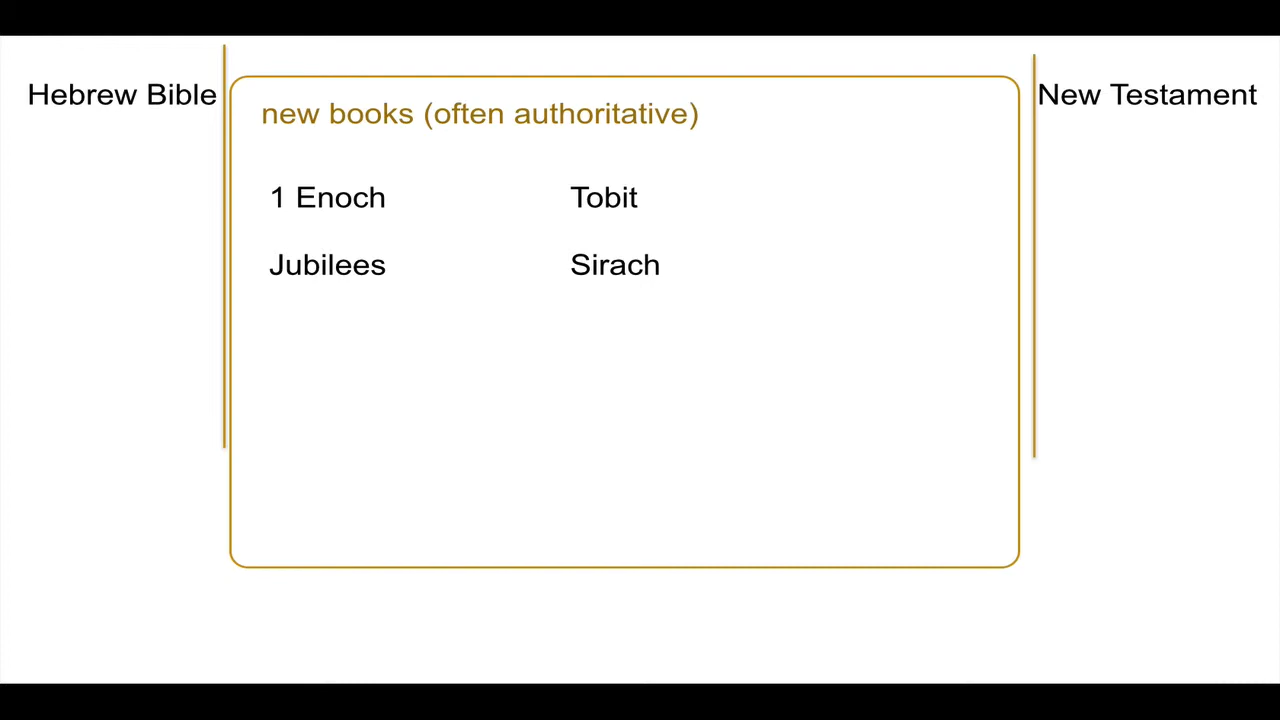 Hebrew Bible
New Testament
new books (often authoritative)
1 Enoch
Tobit
Jubilees
Sirach